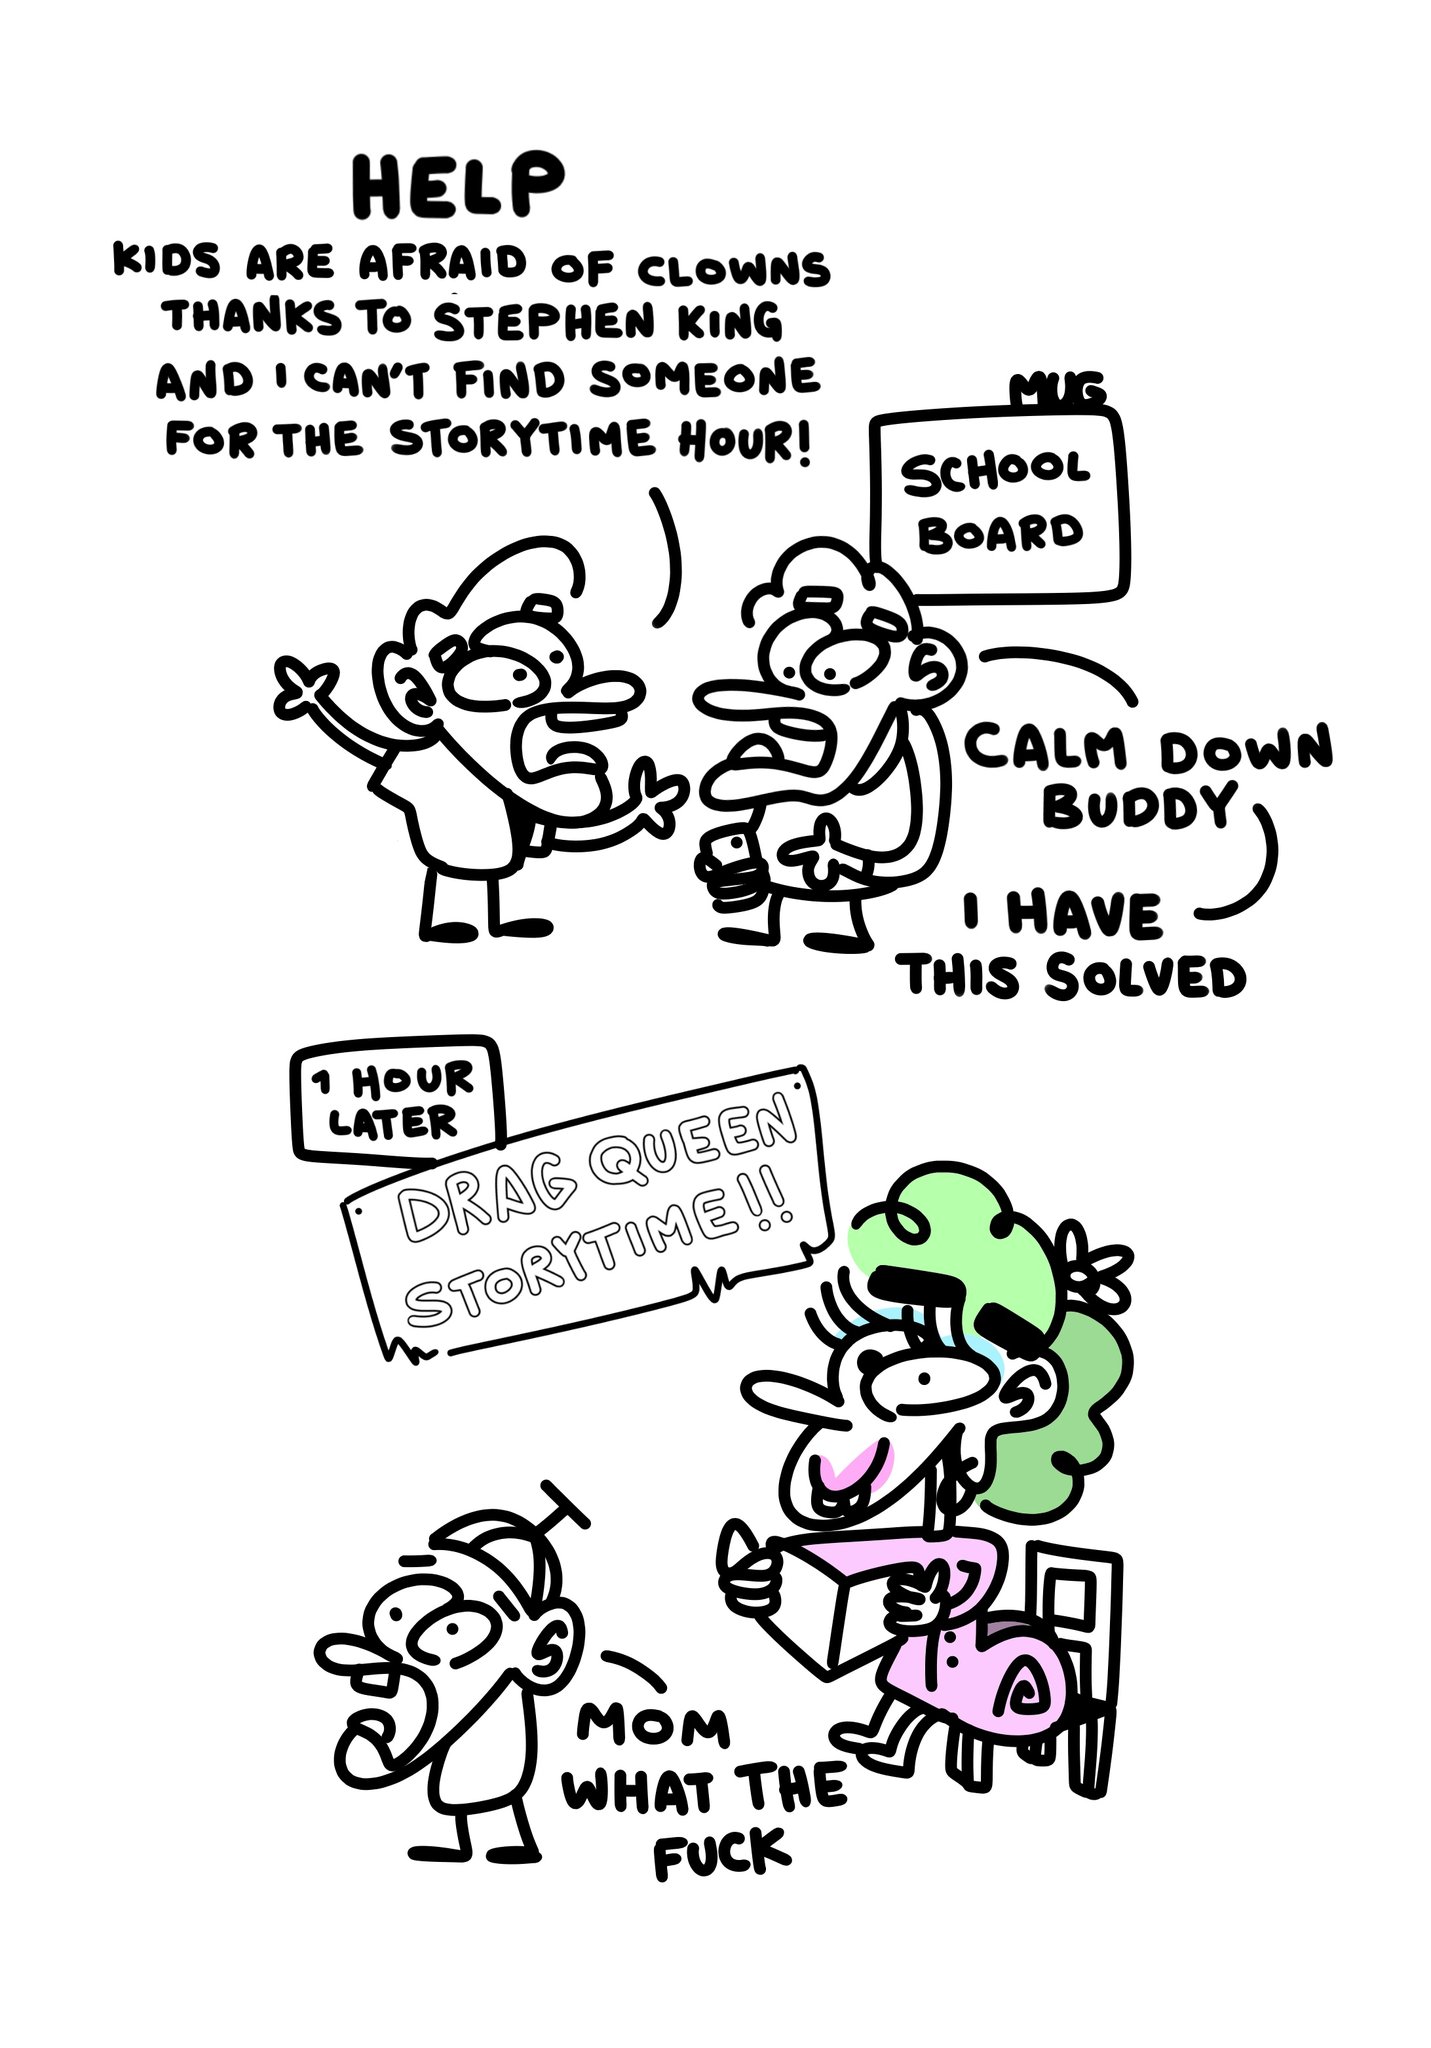 HELP
KIDS ARE AFRAID OF CLOWNS
THANKS TO STEPHEN KING
AND I CAN'T FIND SOMEONE
FOR THE STORYTIME HOUR!
MUG
SCHOOL
BOARD
CALM DOWN
BUDDY
I HAVE
THIS SOLVED
1 HOUR
LATER
DRAG QUEEN
STORYTIME!!
MOM
WHAT THE
FUCK